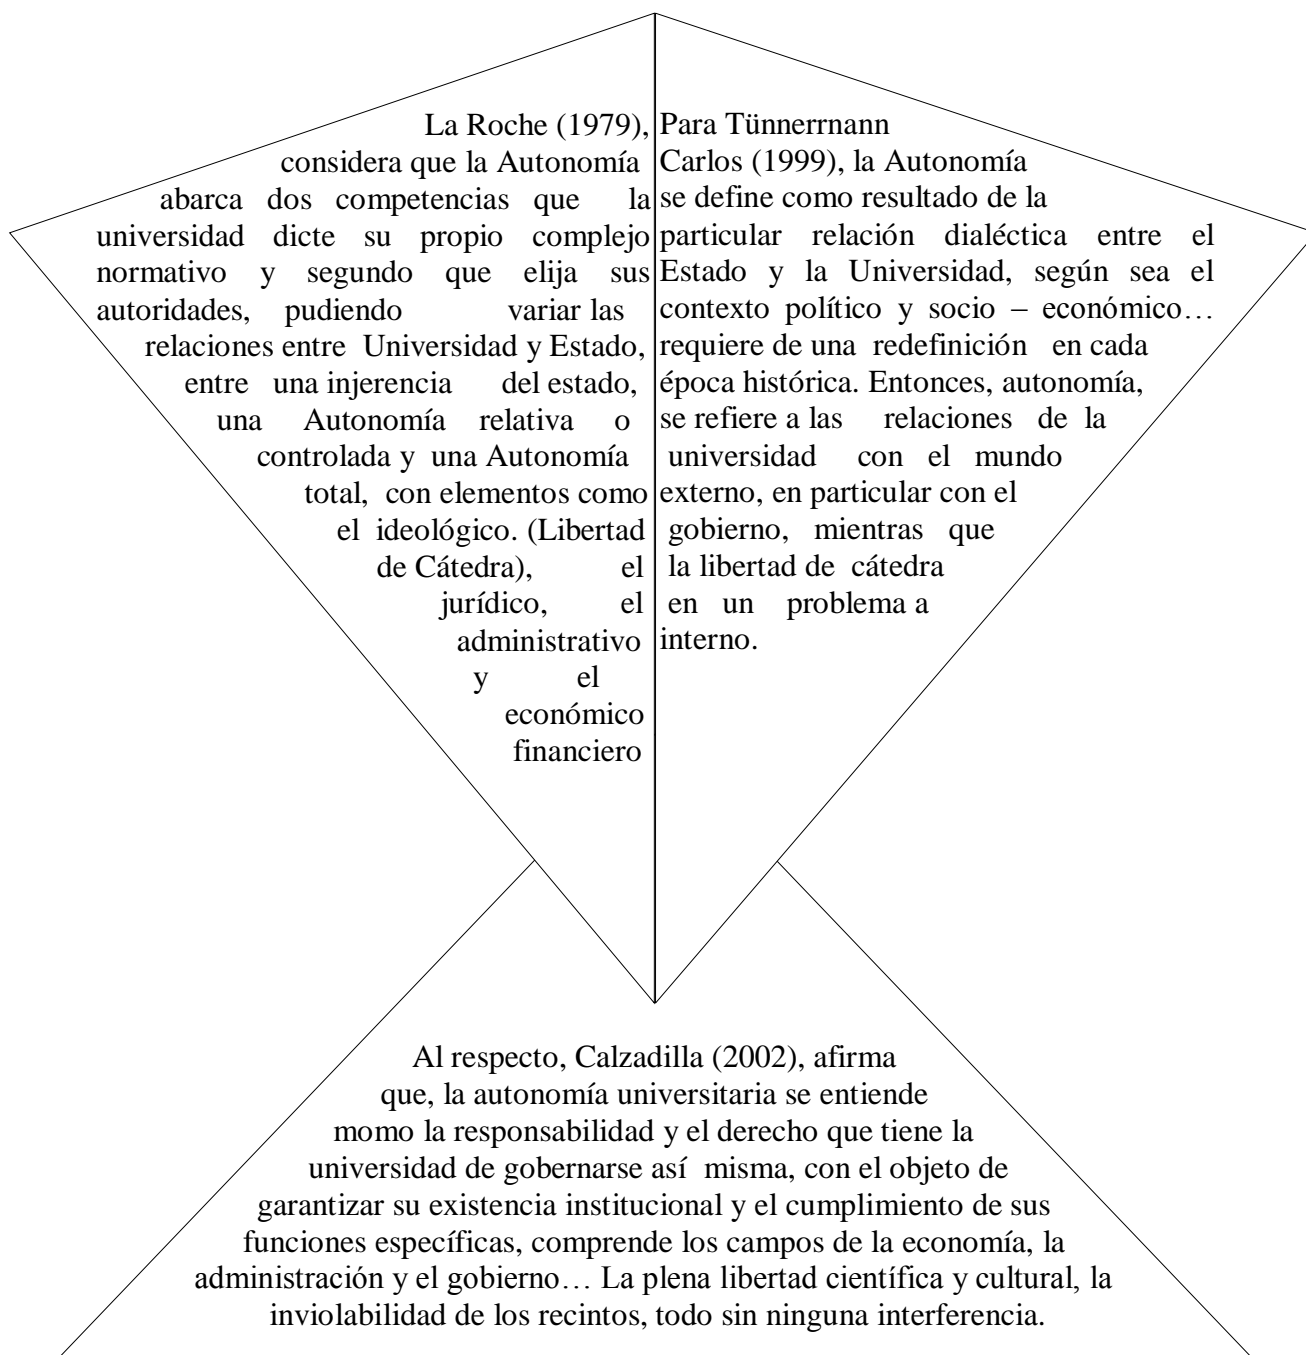 La Roche (1979),
considera que la Autonomía
abarca dos competencias que la
universidad dicte su propio complejo
normativo y segundo que elija sus
autoridades, pudiendo variar las
relaciones entre Universidad y Estado,
entre una injerencia del estado,
una Autonomía relativa o
controlada y una Autonomía
total, con elementos como
el ideológico. (Libertad
de Cátedra), el
jurídico, el
administrativo
y el
económico
financiero
Para Tünnerrnann
Carlos (1999), la Autonomía
se define como resultado de la
particular relación dialéctica entre el
Estado y la Universidad, según sea el
contexto político y socio – económico…
requiere de una redefinición en cada
época histórica. Entonces, autonomía,
se refiere a las relaciones de la
universidad con el mundo
externo, en particular con el
gobierno, mientras que
la libertad de cátedra
en un problema a
interno.
Al respecto, Calzadilla (2002), afirma
que, la autonomía universitaria se entiende
momo la responsabilidad y el derecho que tiene la
universidad de gobernarse así misma, con el objeto de
garantizar su existencia institucional y el cumplimiento de sus
funciones específicas, comprende los campos de la economía, la
administración y el gobierno… La plena libertad científica y cultural, la
inviolabilidad de los recintos, todo sin ninguna interferencia.